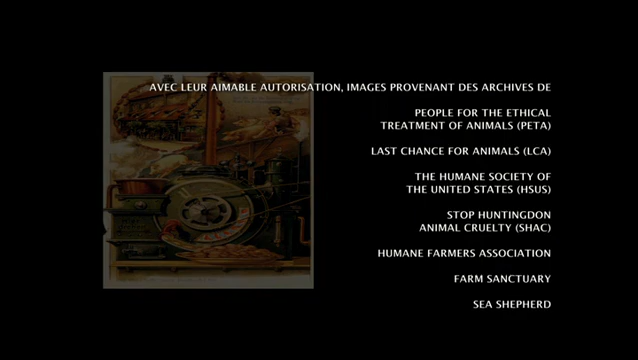 AVEC LEUR AIMABLE AUTORISATION, IMAGES PROVENANT DES ARCHIVES DE
PEOPLE FOR THE ETHICAL
TREATMENT OF ANIMALS (PETA)
LAST CHANCE FOR ANIMALS (LCA)
THE HUMANE SOCIETY OF
THE UNITED STATES (HSUS)
STOP HUNTINGDON
ANIMAL CRUELTY (SHAC)
HUMANE FARMERS ASSOCIATION
FARM SANCTUARY
SEA SHEPHERD